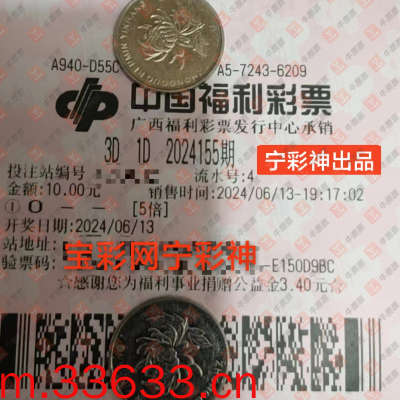 A940-D55C
A5-7243-6209
中国福利彩票
广西福利彩票发行中心承销
3D 1D 2024155期
宁彩神出品
投注站编号
流水号:4
金额:10.00元
销售时间:2024/06/13-19:17:02
① 0 — — [5倍]
开奖日期:2024/06/13
站地址:
宝彩网宁彩神
验票码:
-E150D9BC
☆感谢您为福利事业捐赠公益金3.40元☆
m.33633.cn